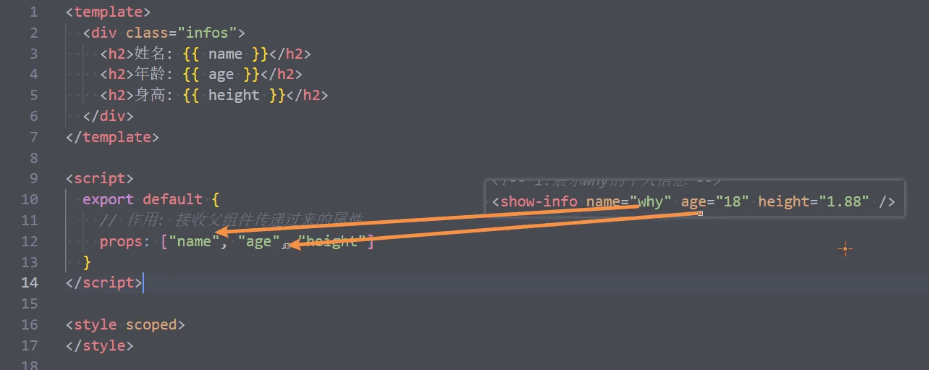 1 <template>
2 <div class="infos">
3 <h2>姓名: {{ name }}</h2>
4 <h2>年龄: {{ age }}</h2>
5 <h2>身高: {{ height }}</h2>
6 </div>
7 </template>
8
9 <script>
10 export default {
11 // 作用: 接收父组件传递过来的属性
12 props: ["name", "age", "height"]
13 }
14 </script>
15
16 <style scoped>
17 </style>
18
<!-- 1.展示why的个人信息 -->
<show-info name="why" age="18" height="1.88" />